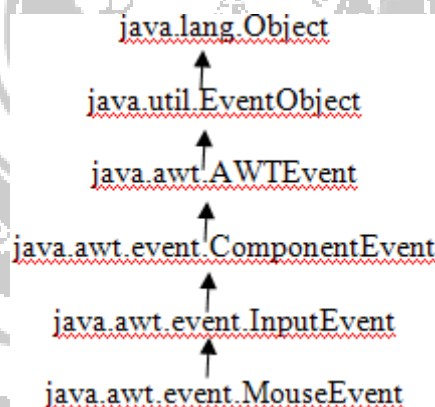 java.lang.Object
java.util.EventObject
java.awt.AWTEvent
java.awt.event.ComponentEvent
java.awt.event.InputEvent
java.awt.event.MouseEvent